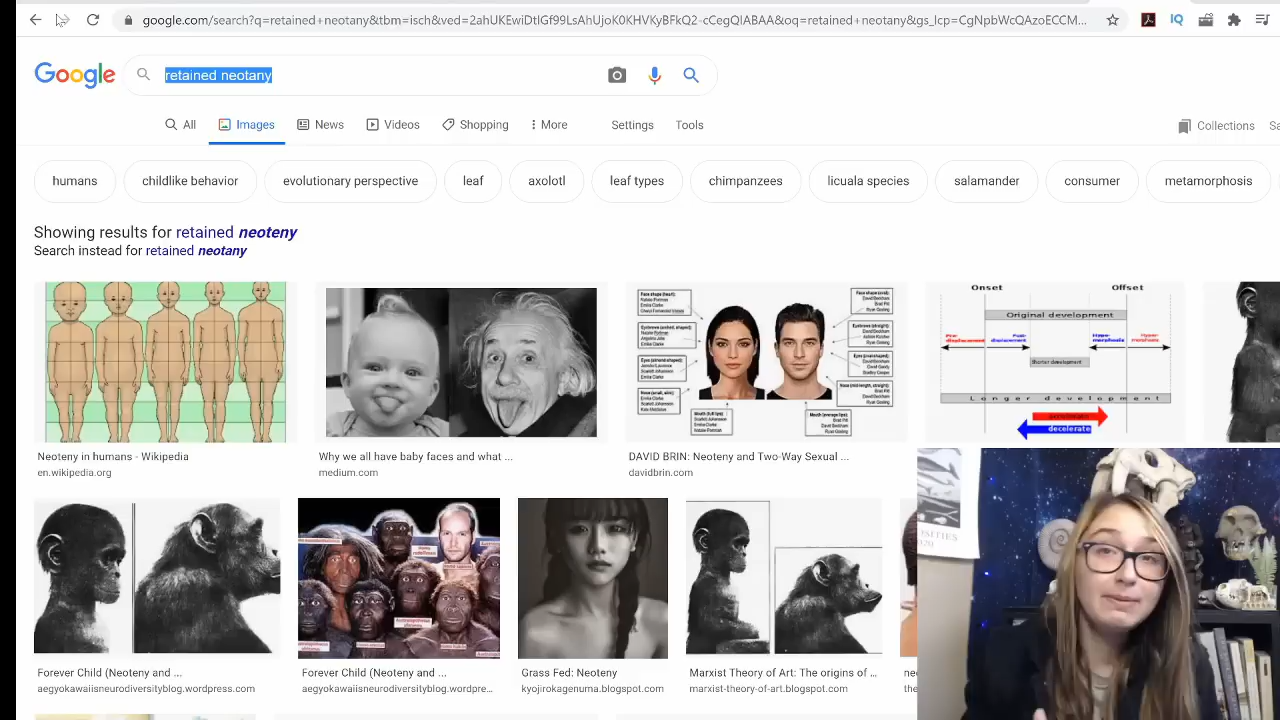 google.com/search?q=retained+neotany&tbm=isch&ved=2ahUKEwiDtIGf99LsAhUjoK0KHVKyBFkQ2-cCegQIABAA&oq=retained+neotany&gs_lcp=CgNpbWcQAzoECCM...
Google
retained neotany
All Images News Videos Shopping More Settings Tools
Collections
humans childlike behavior evolutionary perspective leaf axolotl leaf types chimpanzees licuala species salamander consumer metamorphosis
Showing results for retained neoteny
Search instead for retained neotany
Onset Offset
Original development
Shorter development
Longer development
decelerate
Neoteny in humans - Wikipedia
en.wikipedia.org
Why we all have baby faces and what ...
medium.com
DAVID BRIN: Neoteny and Two-Way Sexual ...
davidbrin.com
Forever Child (Neoteny and ...
aegyokawaiisneurodiversityblog.wordpress.com
Forever Child (Neoteny and ...
aegyokawaiisneurodiversityblog.wordpre...
Grass Fed: Neoteny
kyojirokagenuma.blogspot.com
Marxist Theory of Art: The origins of ...
marxist-theory-of-art.blogspot.com